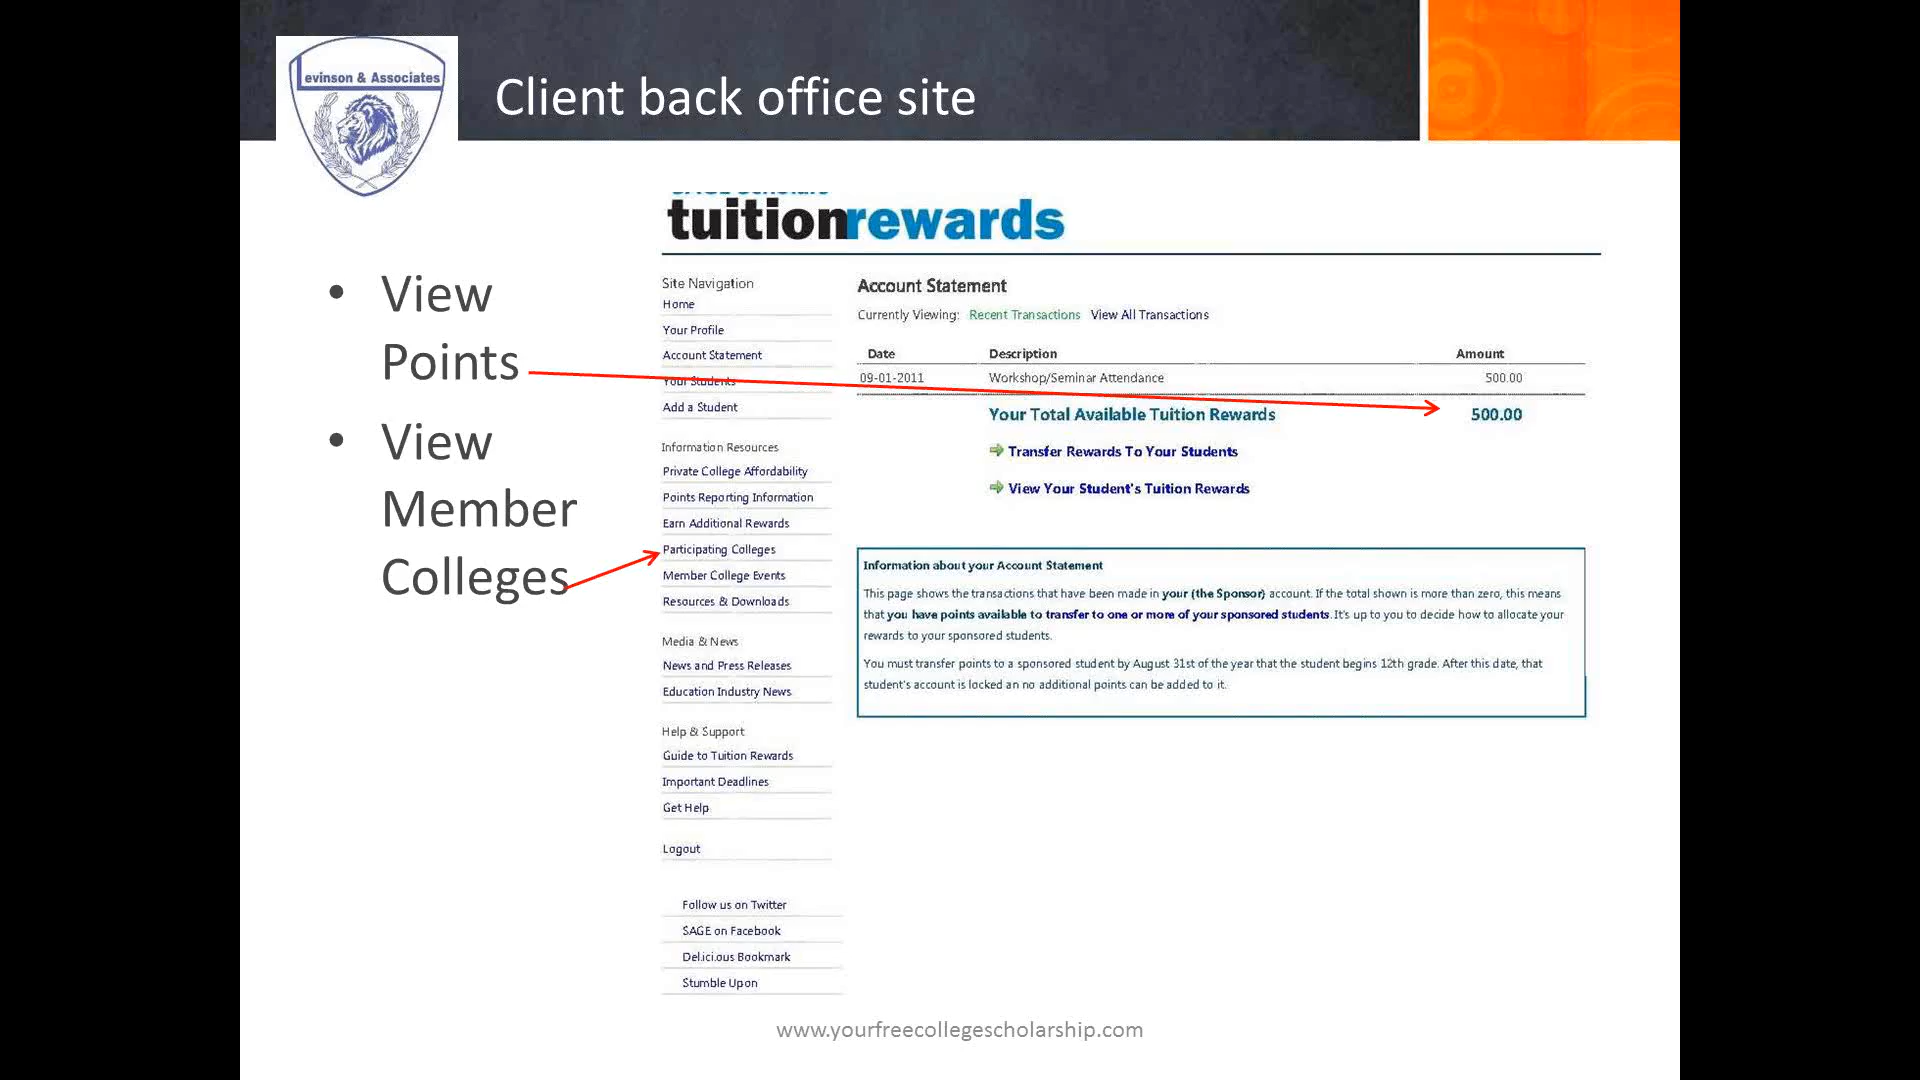 Levinson & Associates
Client back office site
• View
Points
• View
Member
Colleges
SAGE Scholars
tuitionrewards
Site Navigation
Home
Your Profile
Account Statement
Your Students
Add a Student
Information Resources
Private College Affordability
Points Reporting Information
Earn Additional Rewards
Participating Colleges
Member College Events
Resources & Downloads
Media & News
News and Press Releases
Education Industry News
Help & Support
Guide to Tuition Rewards
Important Deadlines
Get Help
Logout
Follow us on Twitter
SAGE on Facebook
Del.ici.ous Bookmark
Stumble Upon
Account Statement
Currently Viewing: Recent Transactions View All Transactions
Date Description Amount
09-01-2011 Workshop/Seminar Attendance 500.00
Your Total Available Tuition Rewards 500.00
Transfer Rewards To Your Students
View Your Student's Tuition Rewards
Information about your Account Statement
This page shows the transactions that have been made in your (the Sponsor) account. If the total shown is more than zero, this means
that you have points available to transfer to one or more of your sponsored students. It's up to you to decide how to allocate your
rewards to your sponsored students.
You must transfer points to a sponsored student by August 31st of the year that the student begins 12th grade. After this date, that
student's account is locked an no additional points can be added to it.
www.yourfreecollegescholarship.com